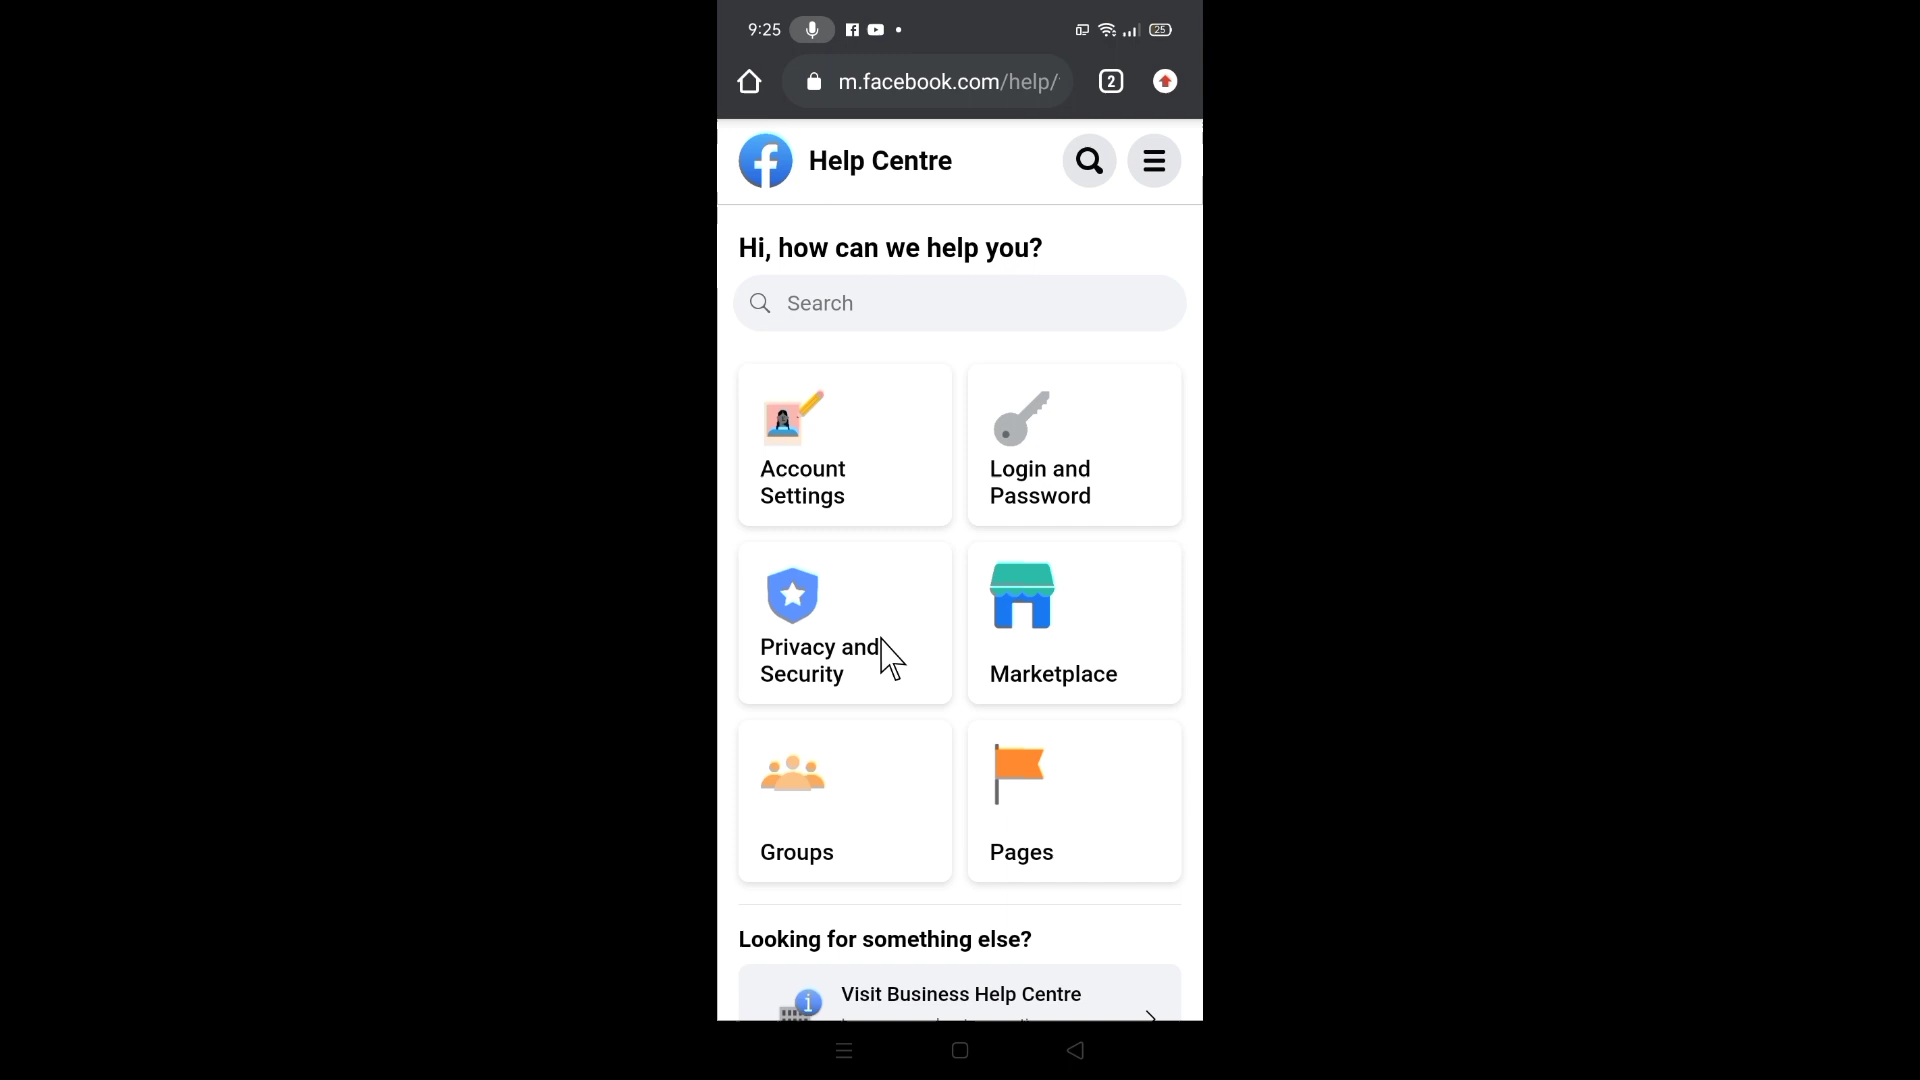 9:25
25
m.facebook.com/help/
2
Help Centre
Hi, how can we help you?
Search
Account
Settings
Login and
Password
Privacy and
Security
Marketplace
Groups
Pages
Looking for something else?
Visit Business Help Centre